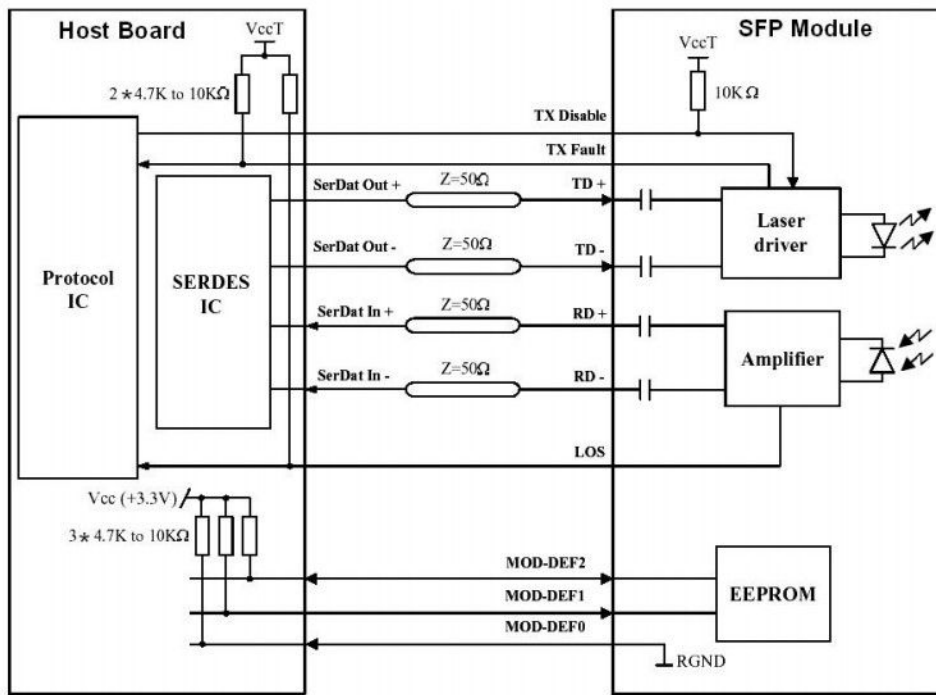 Host Board
SFP Module
VccT
VccT
2*4.7K to 10KΩ
10KΩ
TX Disable
TX Fault
SerDat Out +
Z=50Ω
TD +
Laser driver
SerDat Out -
Z=50Ω
TD -
Protocol IC
SERDES IC
SerDat In +
Z=50Ω
RD +
Amplifier
SerDat In -
Z=50Ω
RD -
LOS
Vcc (+3.3V)
3*4.7K to 10KΩ
MOD-DEF2
EEPROM
MOD-DEF1
MOD-DEF0
RGND